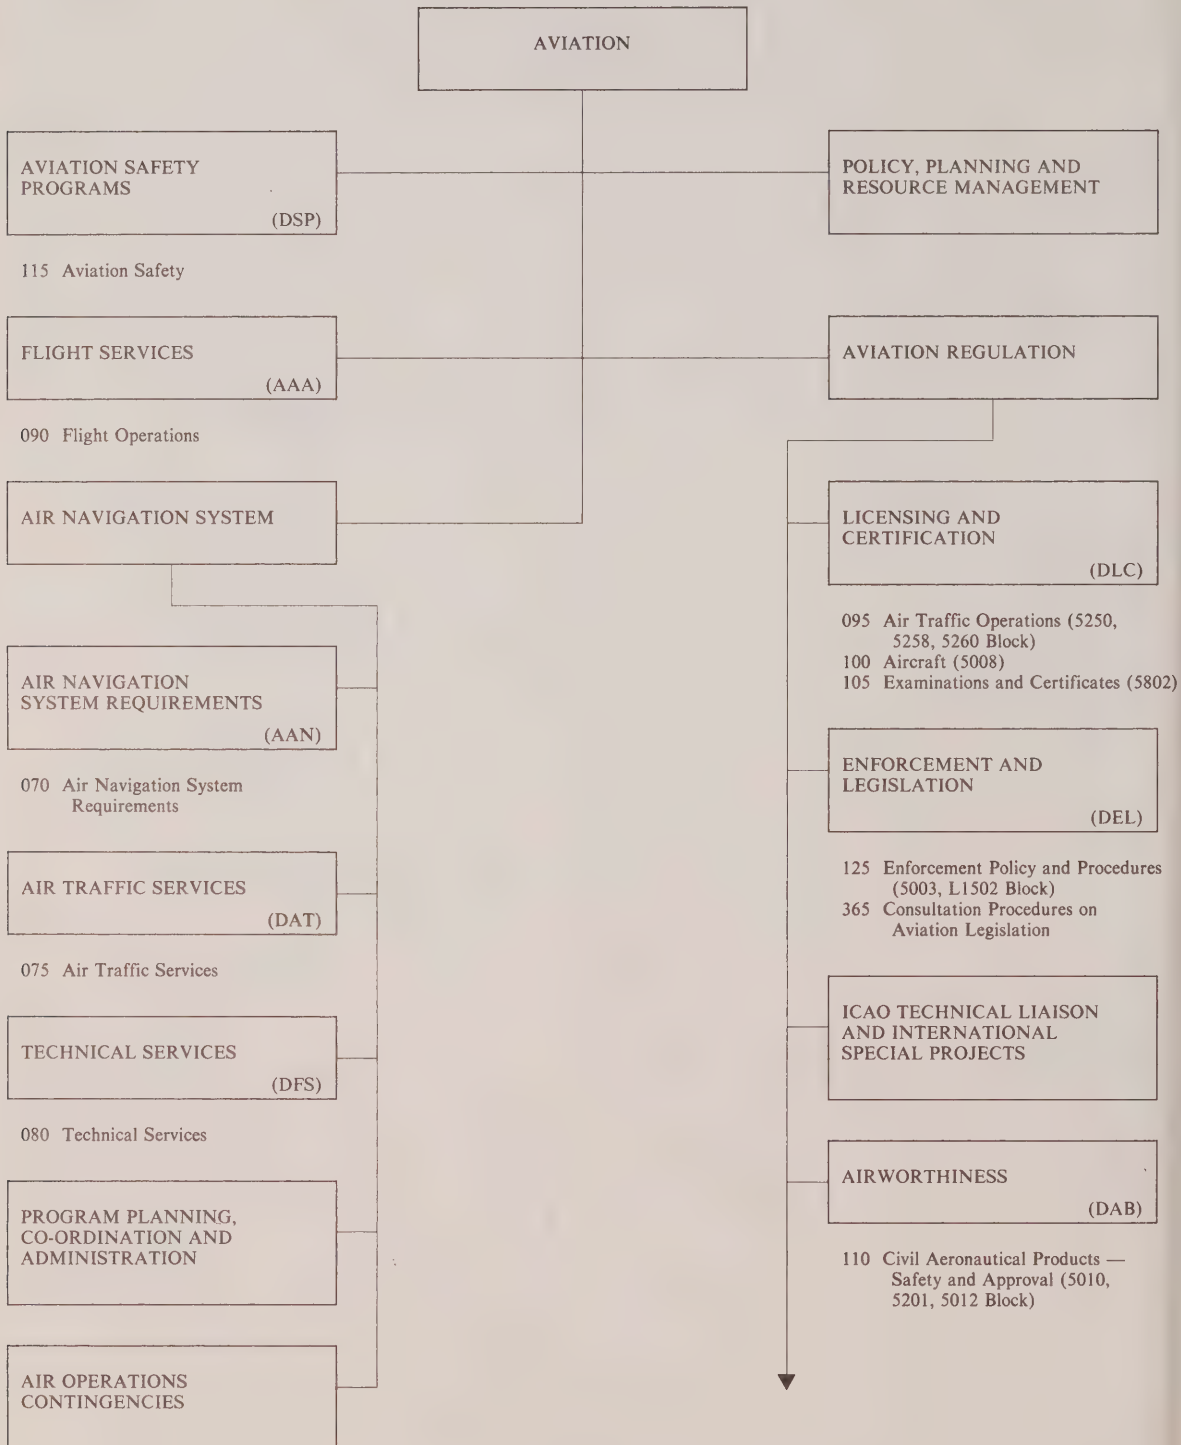 AVIATION
AVIATION SAFETY
PROGRAMS
(DSP)
115 Aviation Safety
FLIGHT SERVICES
(AAA)
090 Flight Operations
AIR NAVIGATION SYSTEM
AIR NAVIGATION
SYSTEM REQUIREMENTS
(AAN)
070 Air Navigation System
Requirements
AIR TRAFFIC SERVICES
(DAT)
075 Air Traffic Services
TECHNICAL SERVICES
(DFS)
080 Technical Services
PROGRAM PLANNING,
CO-ORDINATION AND
ADMINISTRATION
AIR OPERATIONS
CONTINGENCIES
POLICY, PLANNING AND
RESOURCE MANAGEMENT
AVIATION REGULATION
LICENSING AND
CERTIFICATION
(DLC)
095 Air Traffic Operations (5250,
5258, 5260 Block)
100 Aircraft (5008)
105 Examinations and Certificates (5802)
ENFORCEMENT AND
LEGISLATION
(DEL)
125 Enforcement Policy and Procedures
(5003, L1502 Block)
365 Consultation Procedures on
Aviation Legislation
ICAO TECHNICAL LIAISON
AND INTERNATIONAL
SPECIAL PROJECTS
AIRWORTHINESS
(DAB)
110 Civil Aeronautical Products —
Safety and Approval (5010,
5201, 5012 Block)